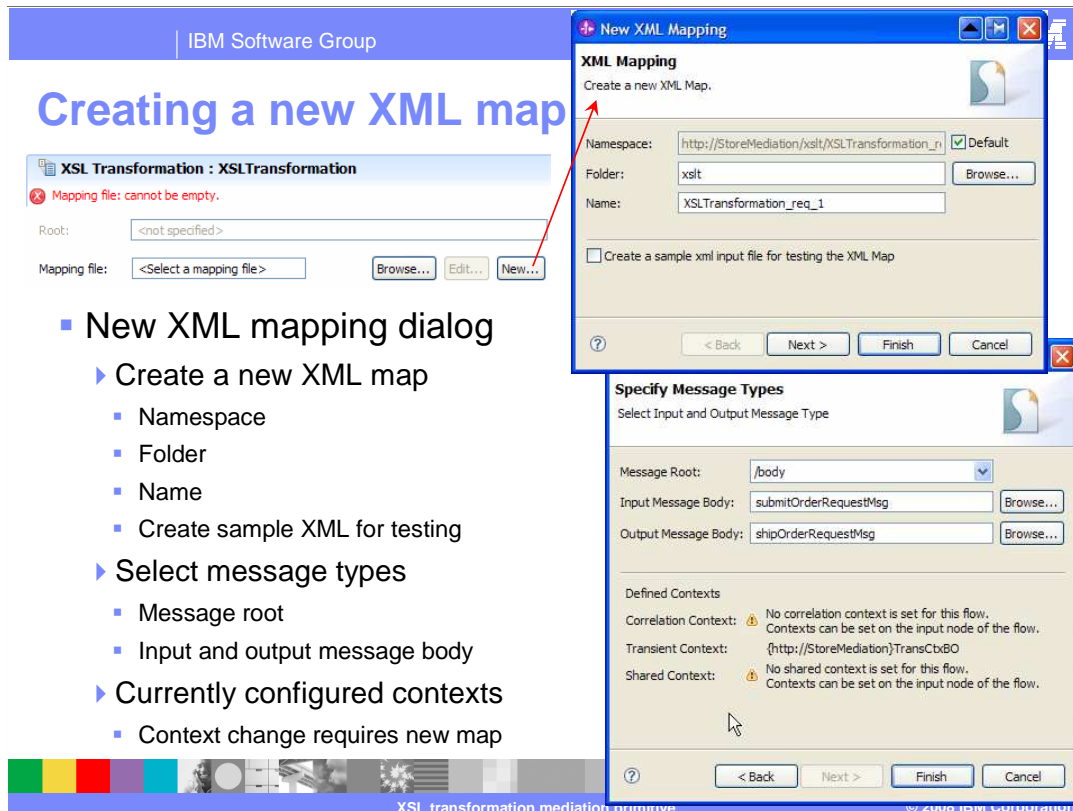 IBM Software Group
Creating a new XML map
XSL Transformation : XSLTransformation
Mapping file: cannot be empty.
Root: <not specified>
Mapping file: <Select a mapping file> Browse... Edit... New...
New XML mapping dialog
Create a new XML map
Namespace
Folder
Name
Create sample XML for testing
Select message types
Message root
Input and output message body
Currently configured contexts
Context change requires new map
New XML Mapping
XML Mapping
Create a new XML Map.
Namespace: http://StoreMediation/xslt/XSLTransformation_r Default
Folder: xslt Browse...
Name: XSLTransformation_req_1
Create a sample xml input file for testing the XML Map
< Back Next > Finish Cancel
Specify Message Types
Select Input and Output Message Type
Message Root: /body
Input Message Body: submitOrderRequestMsg Browse...
Output Message Body: shipOrderRequestMsg Browse...
Defined Contexts
Correlation Context: No correlation context is set for this flow.
Contexts can be set on the input node of the flow.
Transient Context: {http://StoreMediation}TransCtxBO
Shared Context: No shared context is set for this flow.
Contexts can be set on the input node of the flow.
< Back Next > Finish Cancel
XSL transformation mediation primitive
© 2008 IBM Corporation